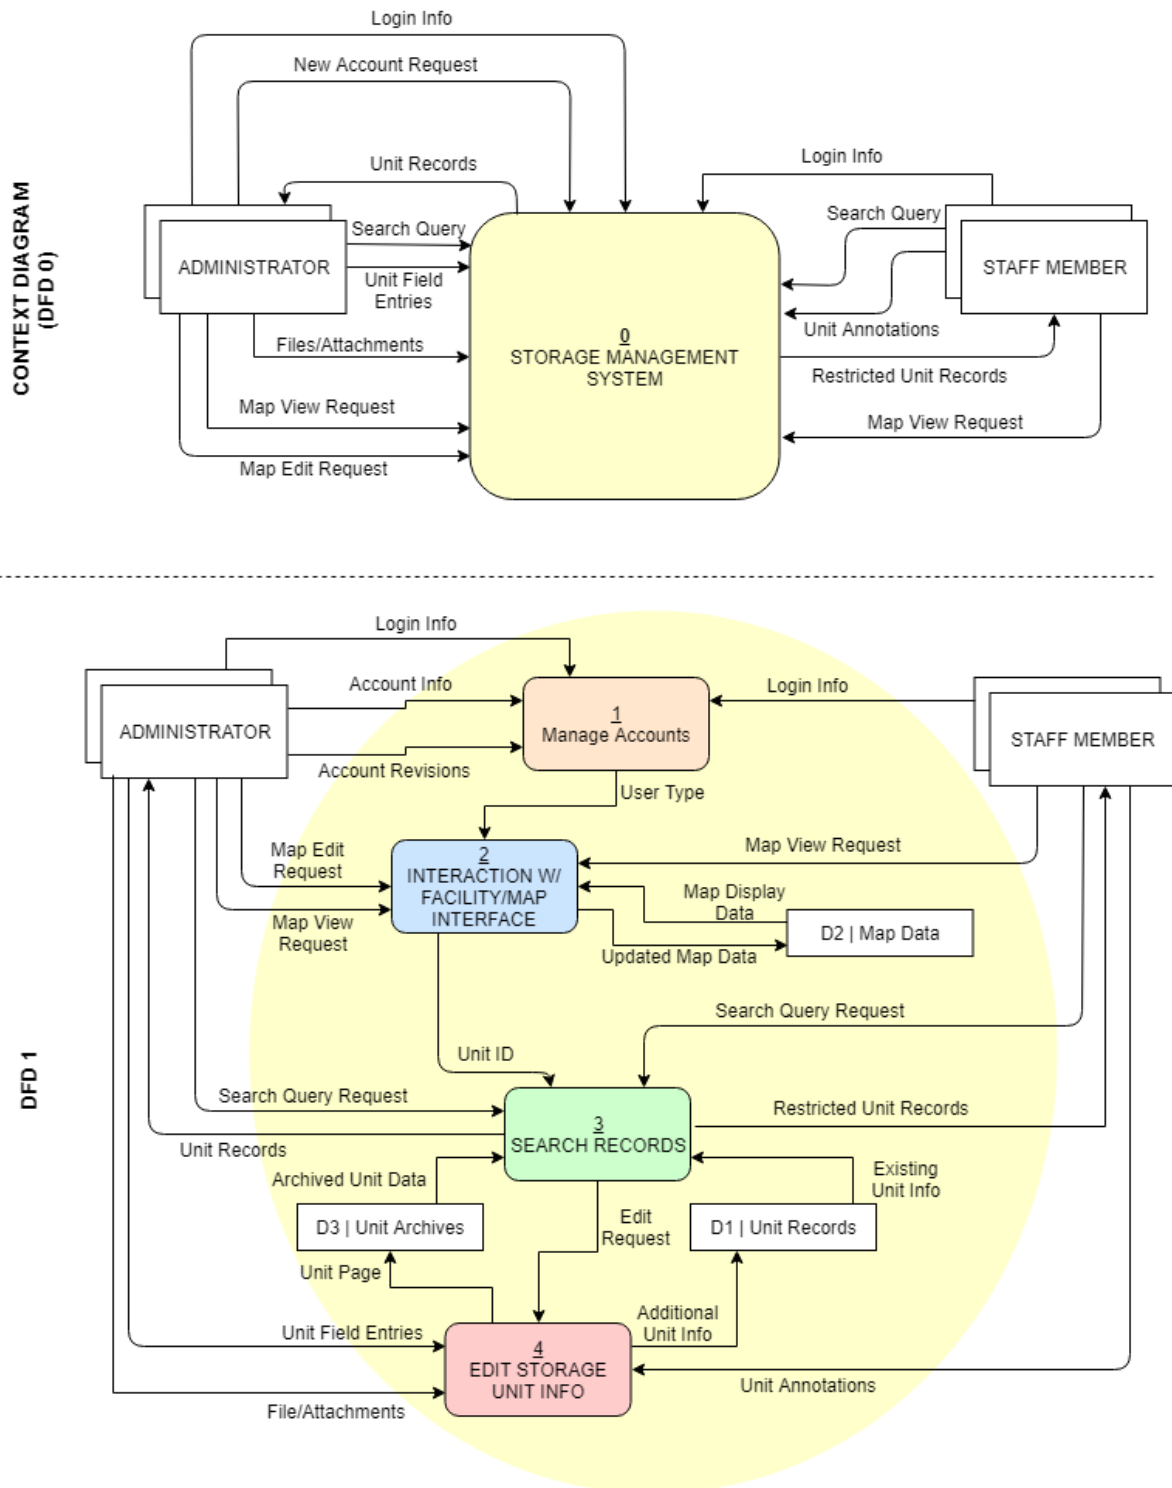 CONTEXT DIAGRAM
(DFD 0)
Login Info
New Account Request
Unit Records
Login Info
Search Query
Search Query
ADMINISTRATOR
STAFF MEMBER
Unit Field
Entries
Unit Annotations
0
STORAGE MANAGEMENT
SYSTEM
Files/Attachments
Restricted Unit Records
Map View Request
Map View Request
Map Edit Request
DFD 1
Login Info
Account Info
Login Info
1
Manage Accounts
ADMINISTRATOR
STAFF MEMBER
Account Revisions
User Type
Map Edit
Request
Map View Request
2
INTERACTION W/
FACILITY/MAP
INTERFACE
Map Display
Data
Map View
Request
D2 | Map Data
Updated Map Data
Search Query Request
Unit ID
Search Query Request
Restricted Unit Records
3
SEARCH RECORDS
Unit Records
Archived Unit Data
Existing
Unit Info
D3 | Unit Archives
Edit
Request
D1 | Unit Records
Unit Page
Additional
Unit Info
Unit Field Entries
4
EDIT STORAGE
UNIT INFO
Unit Annotations
File/Attachments